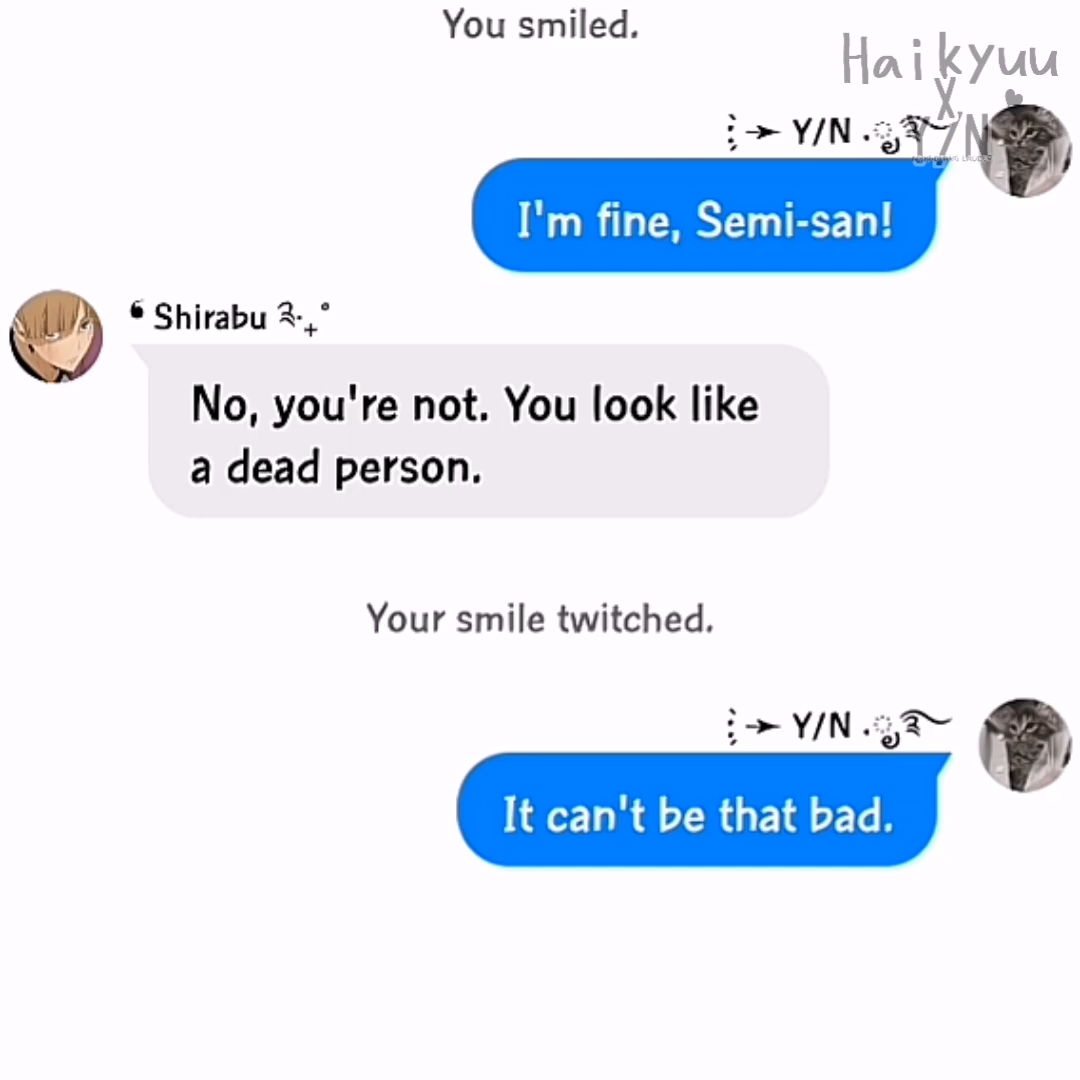 You smiled.
Haikyuu
X
Y/N
Y/N
I'm fine, Semi-san!
Shirabu
No, you're not. You look like
a dead person.
Your smile twitched.
Y/N
It can't be that bad.